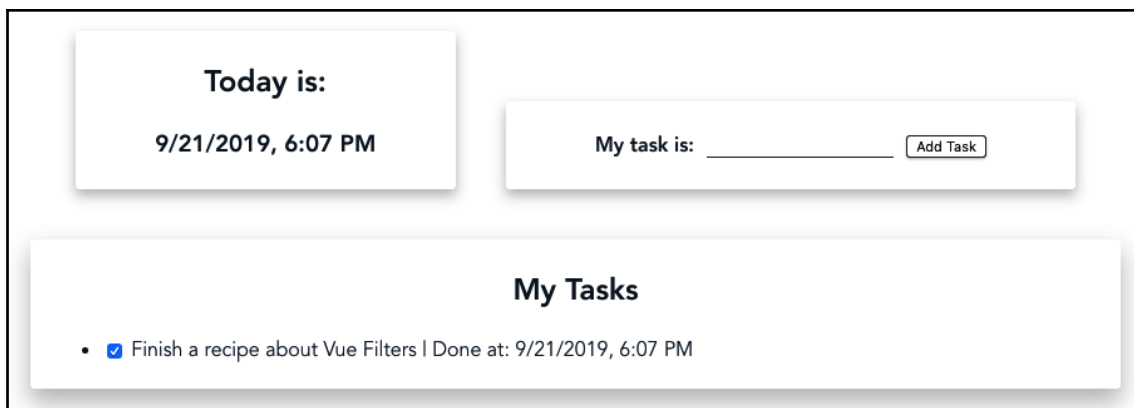 Today is:
9/21/2019, 6:07 PM
My task is: Add Task
My Tasks
Finish a recipe about Vue Filters | Done at: 9/21/2019, 6:07 PM